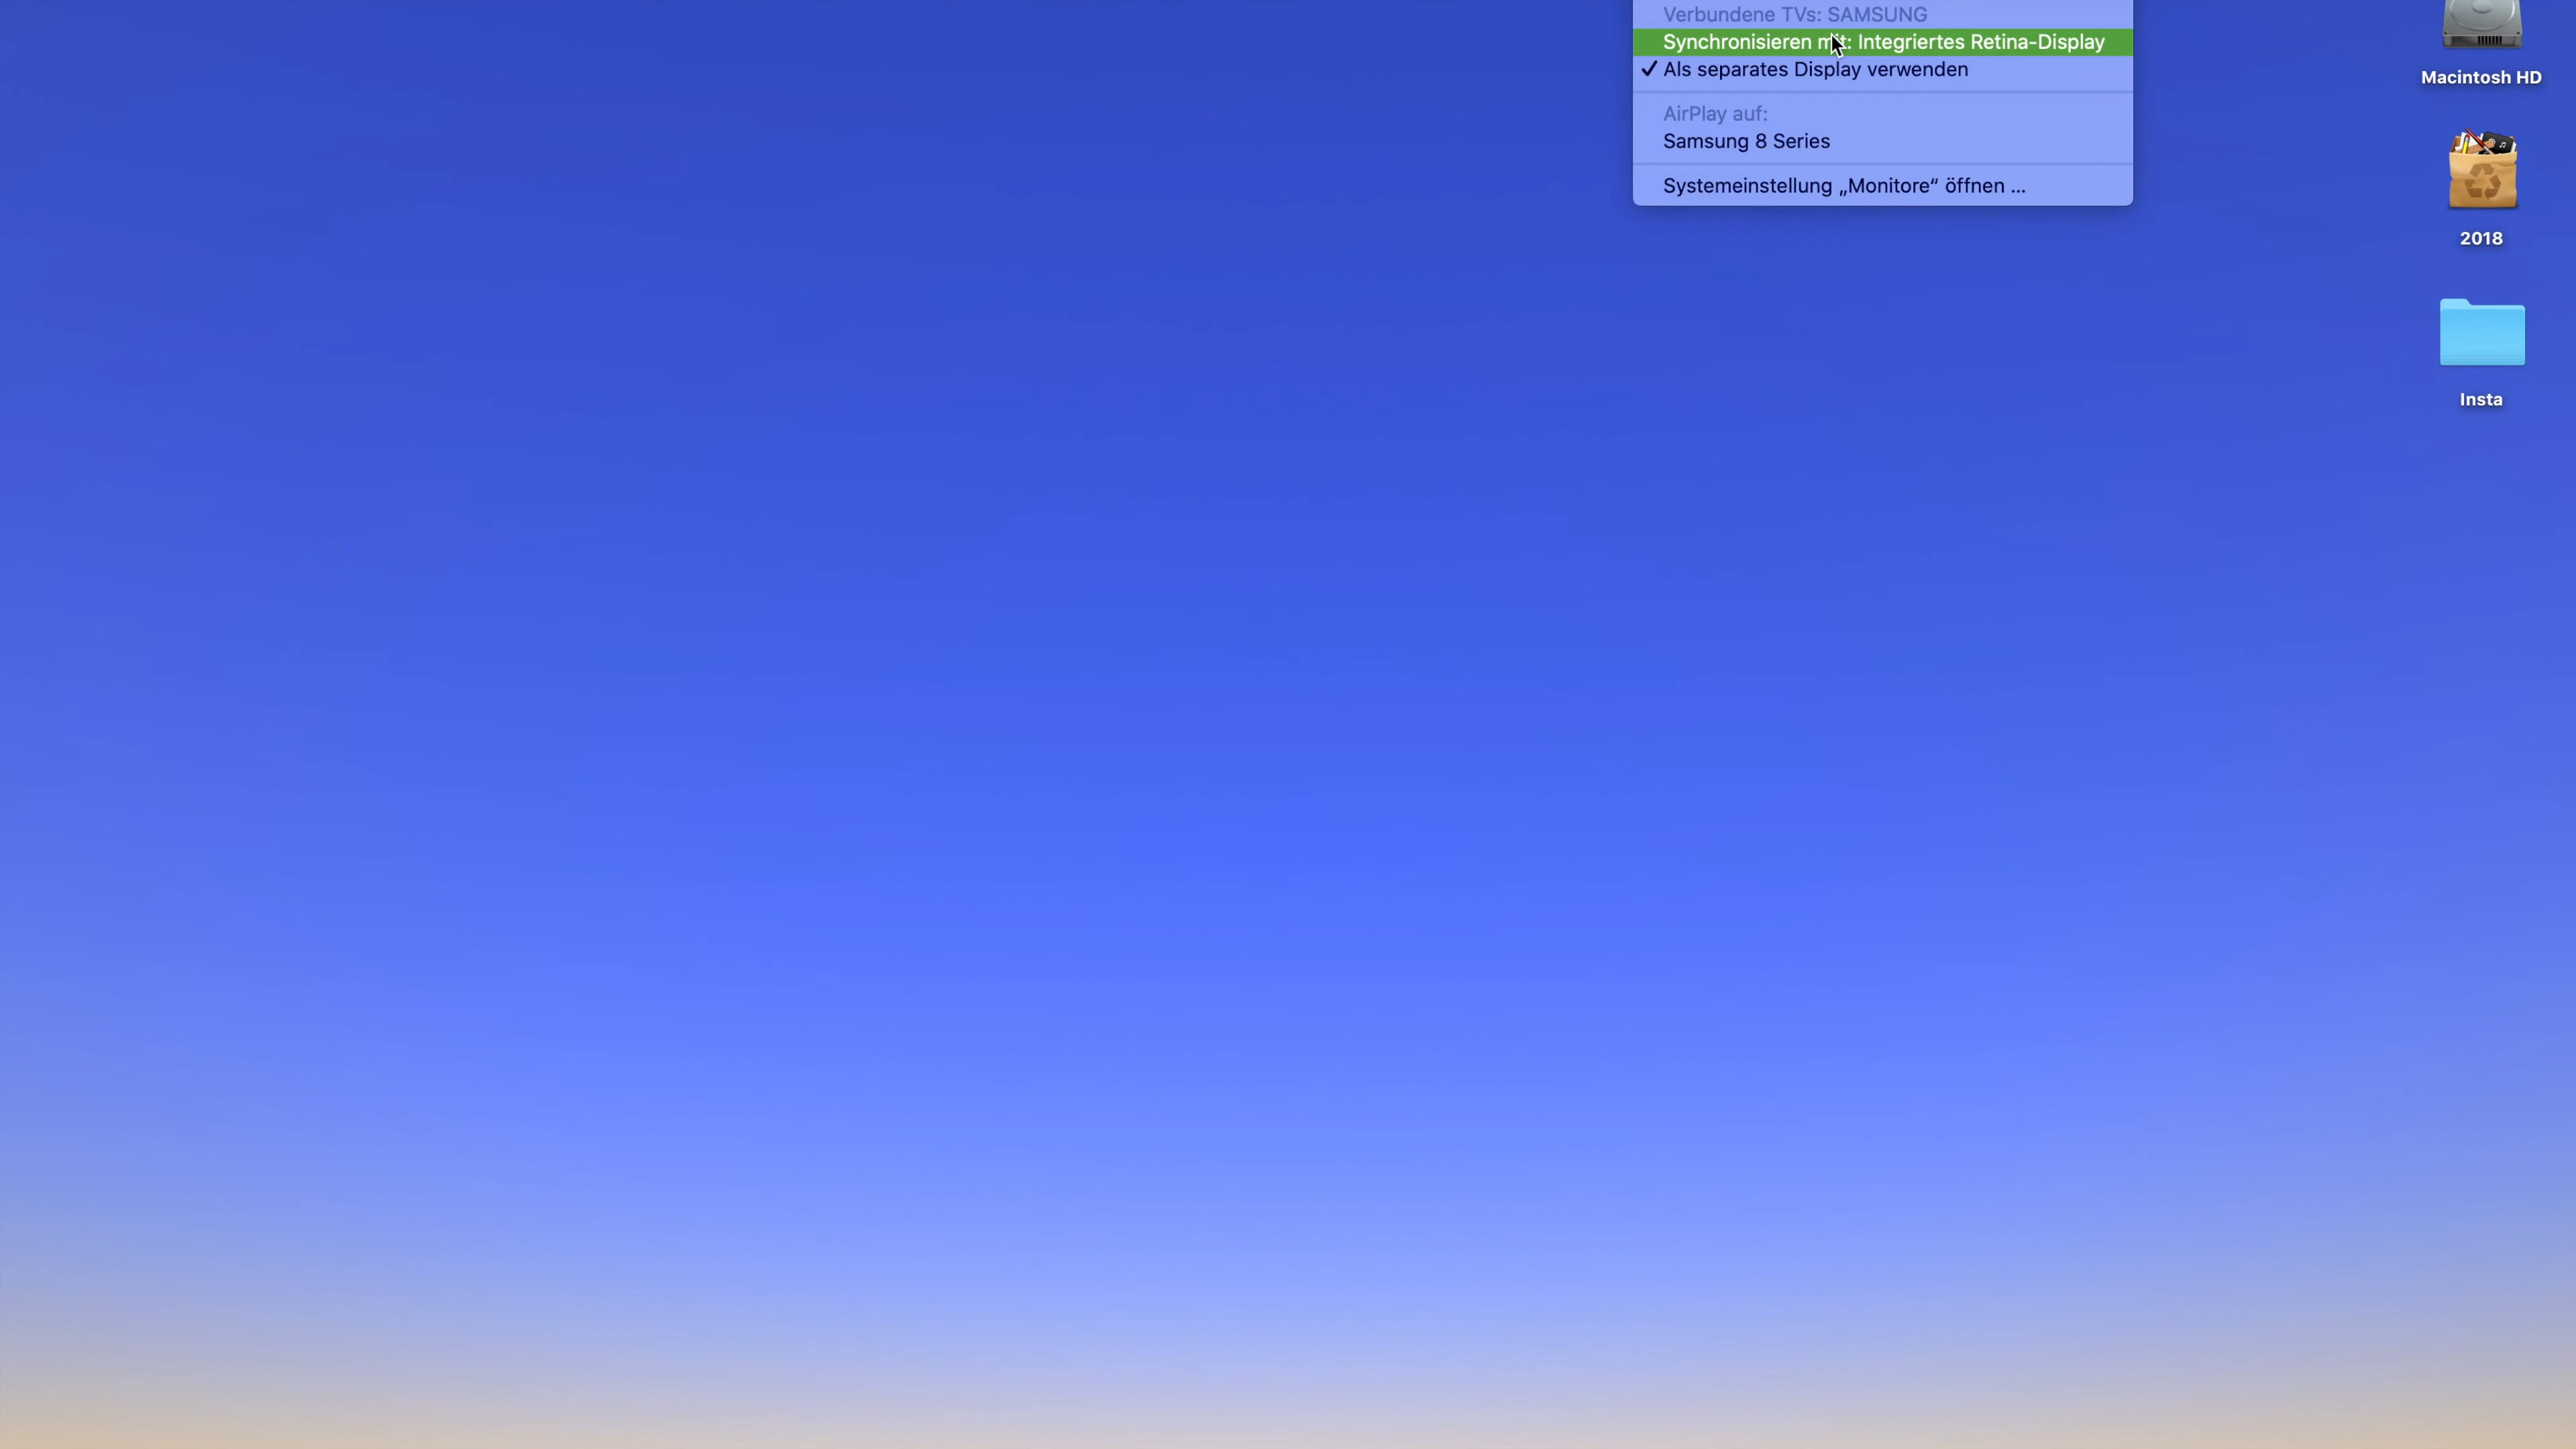 Verbundene TVs: SAMSUNG
Synchronisieren mit: Integriertes Retina-Display
✓ Als separates Display verwenden
AirPlay auf:
Samsung 8 Series
Systemeinstellung „Monitore“ öffnen ...
Macintosh HD
2018
Insta